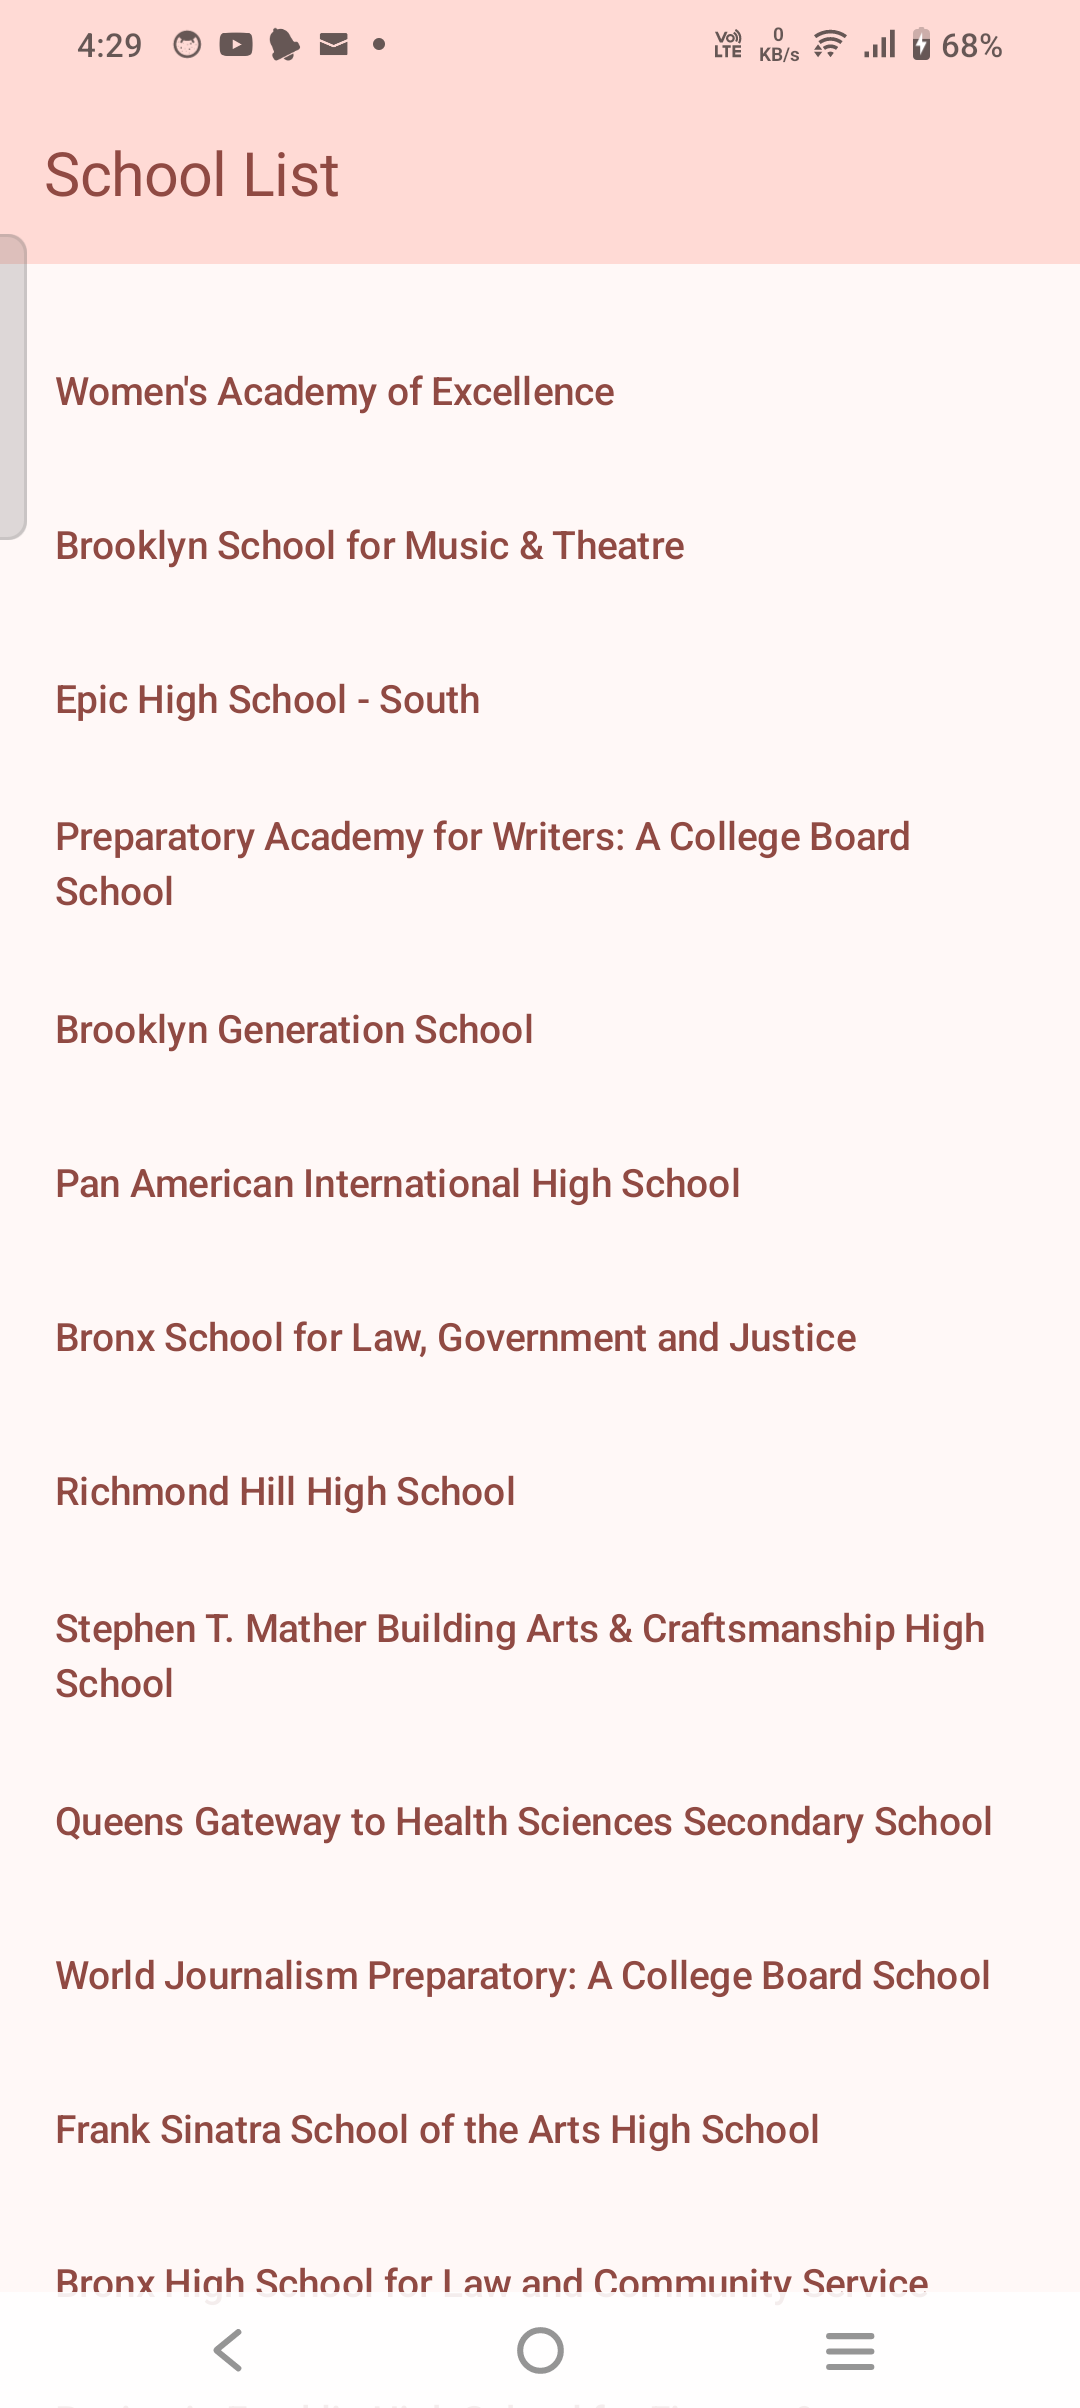 4:29
Vo)) LTE
0 KB/s
68%
School List
Women's Academy of Excellence
Brooklyn School for Music & Theatre
Epic High School - South
Preparatory Academy for Writers: A College Board
School
Brooklyn Generation School
Pan American International High School
Bronx School for Law, Government and Justice
Richmond Hill High School
Stephen T. Mather Building Arts & Craftsmanship High
School
Queens Gateway to Health Sciences Secondary School
World Journalism Preparatory: A College Board School
Frank Sinatra School of the Arts High School
Bronx High School for Law and Community Service